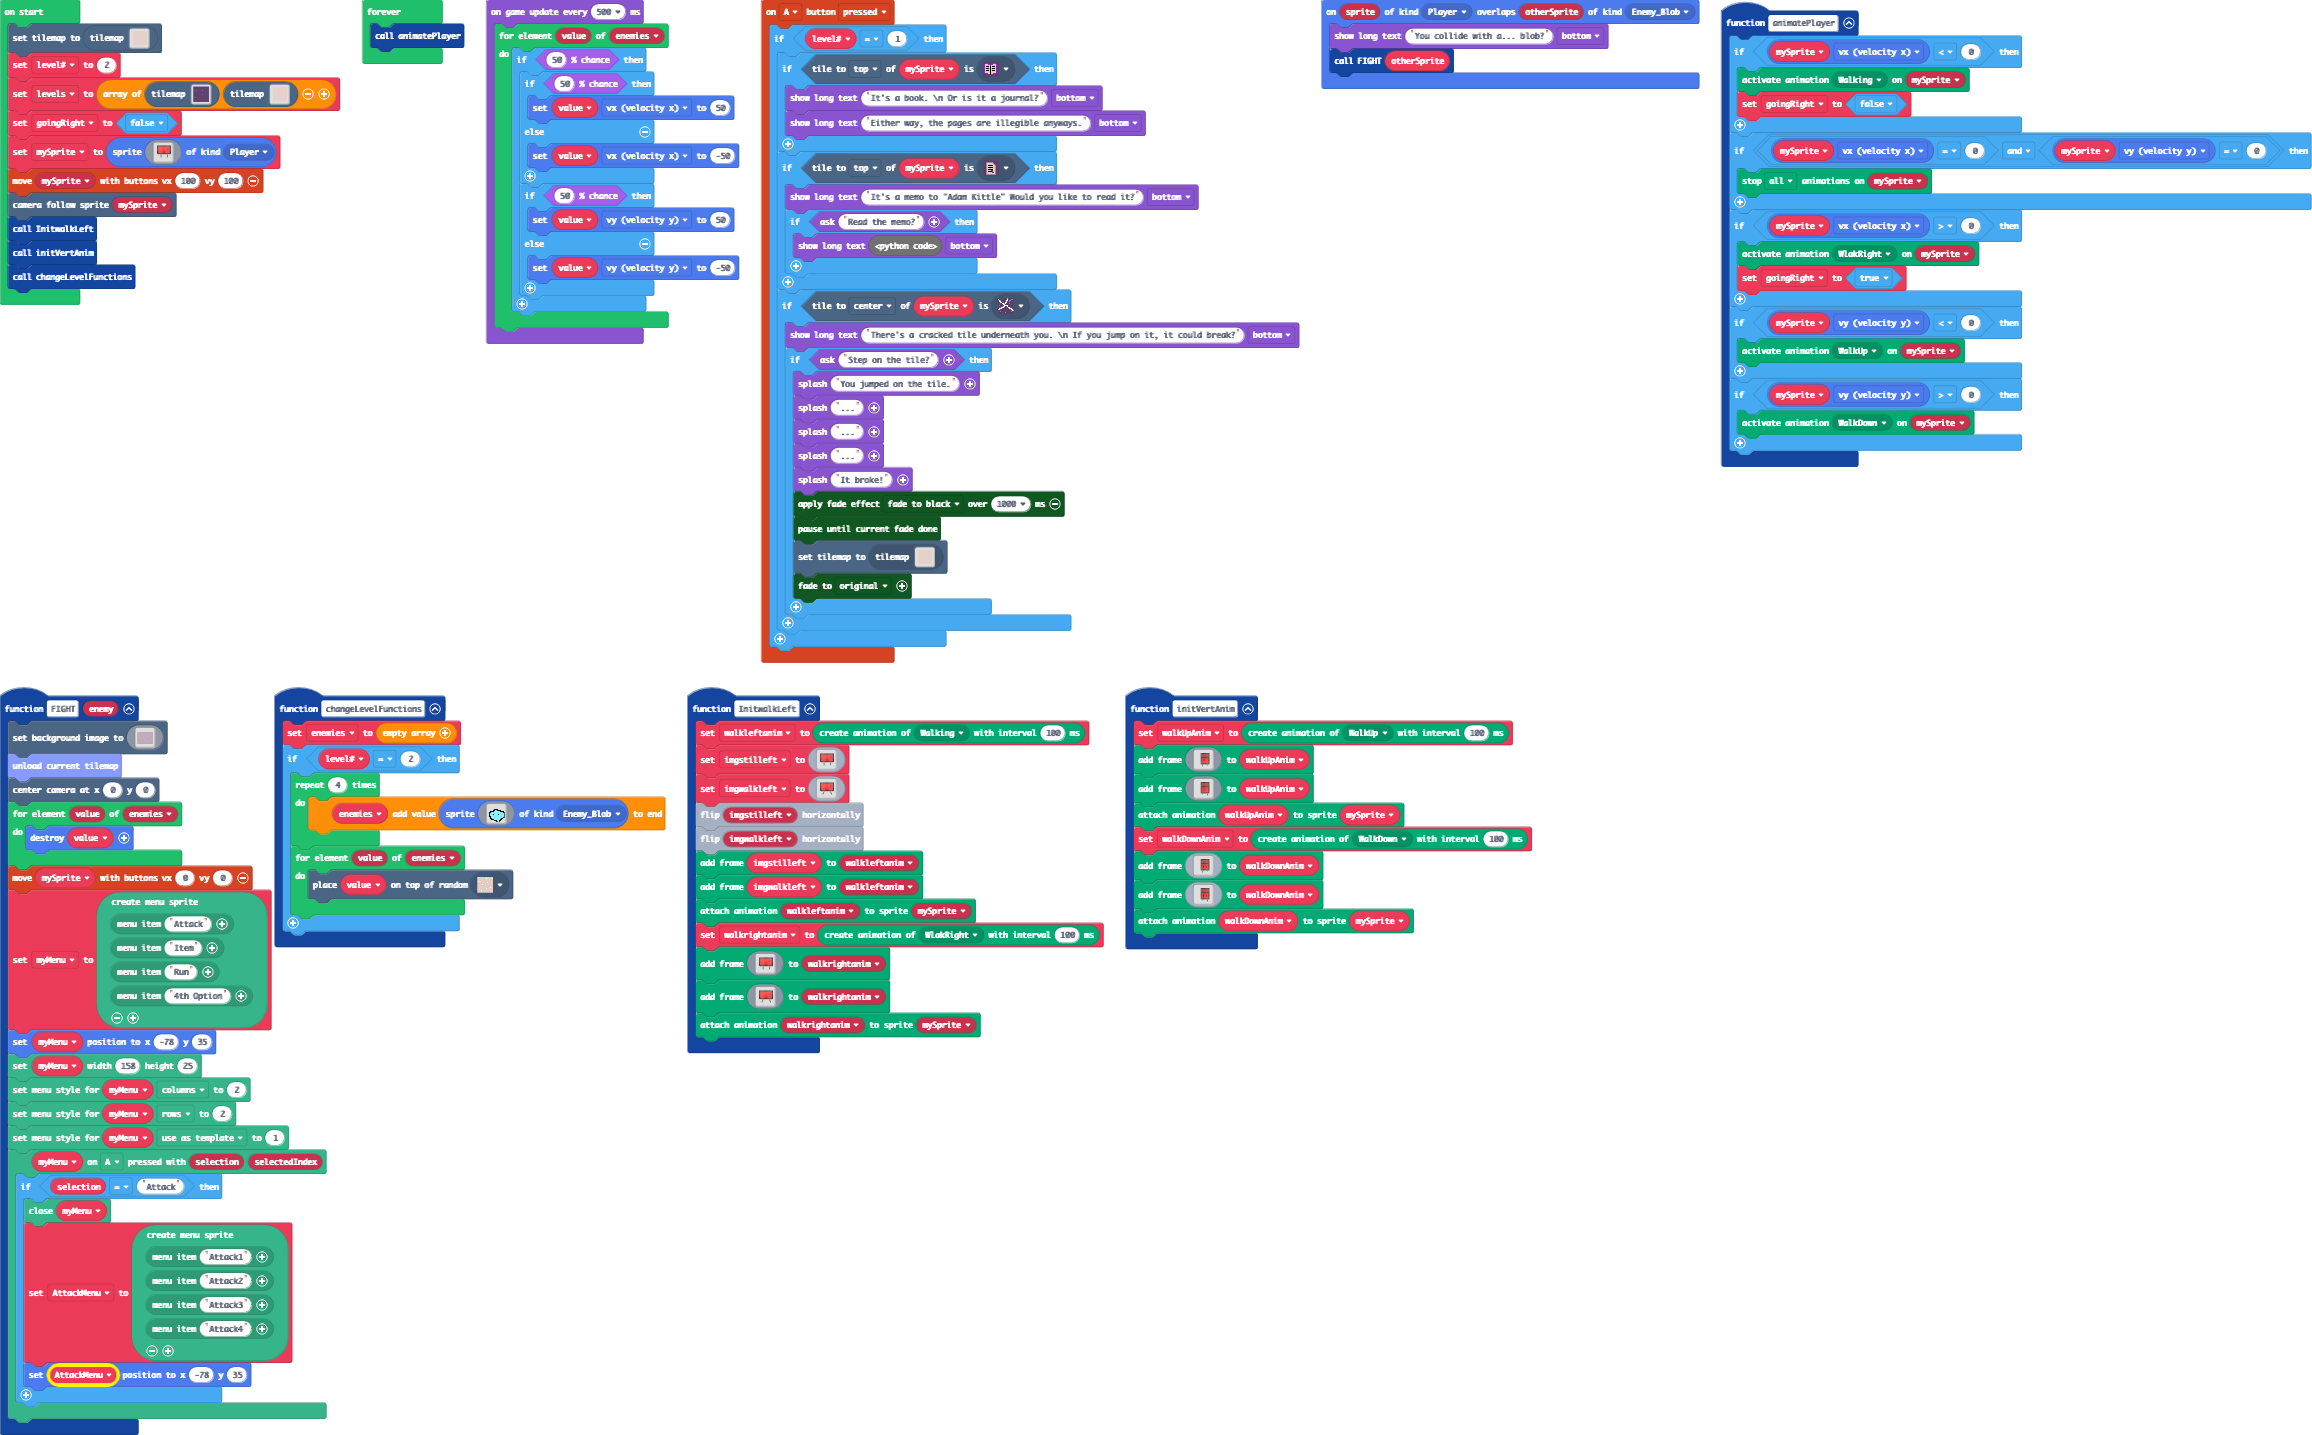 on start
set tilemap to tilemap
set level# to 2
set levels to array of tilemap tilemap
set goingRight to false
set mySprite to sprite of kind Player
move mySprite with buttons vx 100 vy 100
camera follow sprite mySprite
call InitwalkLeft
call initVertAnim
call changeLevelFunctions
forever
call animatePlayer
on game update every 500 ms
for element value of enemies
do if 50 % chance then
if 50 % chance then
set value vx (velocity x) to 50
else
set value vx (velocity x) to -50
if 50 % chance then
set value vy (velocity y) to 50
else
set value vy (velocity y) to -50
on A button pressed
if level# = 1 then
if tile to top of mySprite is then
show long text "It's a book. \n Or is it a journal?" bottom
show long text "Either way, the pages are illegible anyways." bottom
if tile to top of mySprite is then
show long text "It's a memo to "Adam Kittle" Would you like to read it?" bottom
if ask "Read the memo?" then
show long text <python code> bottom
if tile to center of mySprite is then
show long text "There's a cracked tile underneath you. \n If you jump on it, it could break?" bottom
if ask "Step on the tile?" then
splash "You jumped on the tile."
splash "..."
splash "..."
splash "..."
splash "It broke!"
apply fade effect fade to black over 1000 ms
pause until current fade done
set tilemap to tilemap
fade to original
on sprite of kind Player overlaps otherSprite of kind Enemy_Blob
show long text "You collide with a... blob?" bottom
call FIGHT otherSprite
function animatePlayer
if mySprite vx (velocity x) < 0 then
activate animation Walking on mySprite
set goingRight to false
if mySprite vx (velocity x) = 0 and mySprite vy (velocity y) = 0 then
stop all animations on mySprite
if mySprite vx (velocity x) > 0 then
activate animation WlakRight on mySprite
set goingRight to true
if mySprite vy (velocity y) < 0 then
activate animation WalkUp on mySprite
if mySprite vy (velocity y) > 0 then
activate animation WalkDown on mySprite
function FIGHT enemy
set background image to
unload current tilemap
center camera at x 0 y 0
for element value of enemies
do destroy value
move mySprite with buttons vx 0 vy 0
set myMenu to create menu sprite
menu item "Attack"
menu item "Item"
menu item "Run"
menu item "4th Option"
set myMenu position to x -78 y 35
set myMenu width 158 height 25
set menu style for myMenu columns to 2
set menu style for myMenu rows to 2
set menu style for myMenu use as template to 1
myMenu on A pressed with selection selectedIndex
if selection = "Attack" then
close myMenu
set AttackMenu to create menu sprite
menu item "Attack1"
menu item "Attack2"
menu item "Attack3"
menu item "Attack4"
set AttackMenu position to x -78 y 35
function changeLevelFunctions
set enemies to empty array
if level# = 2 then
repeat 4 times
do enemies add value sprite of kind Enemy_Blob to end
for element value of enemies
do place value on top of random
function InitwalkLeft
set walkleftanim to create animation of Walking with interval 100 ms
set imgstilleft to
set imgwalkleft to
flip imgstilleft horizontally
flip imgwalkleft horizontally
add frame imgstilleft to walkleftanim
add frame imgwalkleft to walkleftanim
attach animation walkleftanim to sprite mySprite
set walkrightanim to create animation of WlakRight with interval 100 ms
add frame to walkrightanim
add frame to walkrightanim
attach animation walkrightanim to sprite mySprite
function initVertAnim
set walkUpAnim to create animation of WalkUp with interval 100 ms
add frame to walkUpAnim
add frame to walkUpAnim
attach animation walkUpAnim to sprite mySprite
set walkDownAnim to create animation of WalkDown with interval 100 ms
add frame to walkDownAnim
add frame to walkDownAnim
attach animation walkDownAnim to sprite mySprite